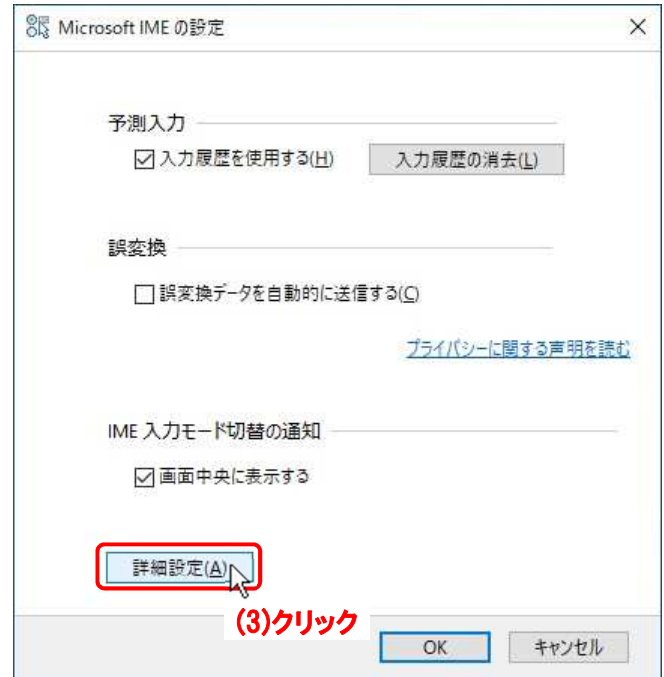 Microsoft IME の設定
予測入力
入力履歴を使用する(H)
入力履歴の消去(L)
誤変換
誤変換データを自動的に送信する(C)
プライバシーに関する声明を読む
IME 入力モード切替の通知
画面中央に表示する
詳細設定(A)
(3)クリック
OK
キャンセル